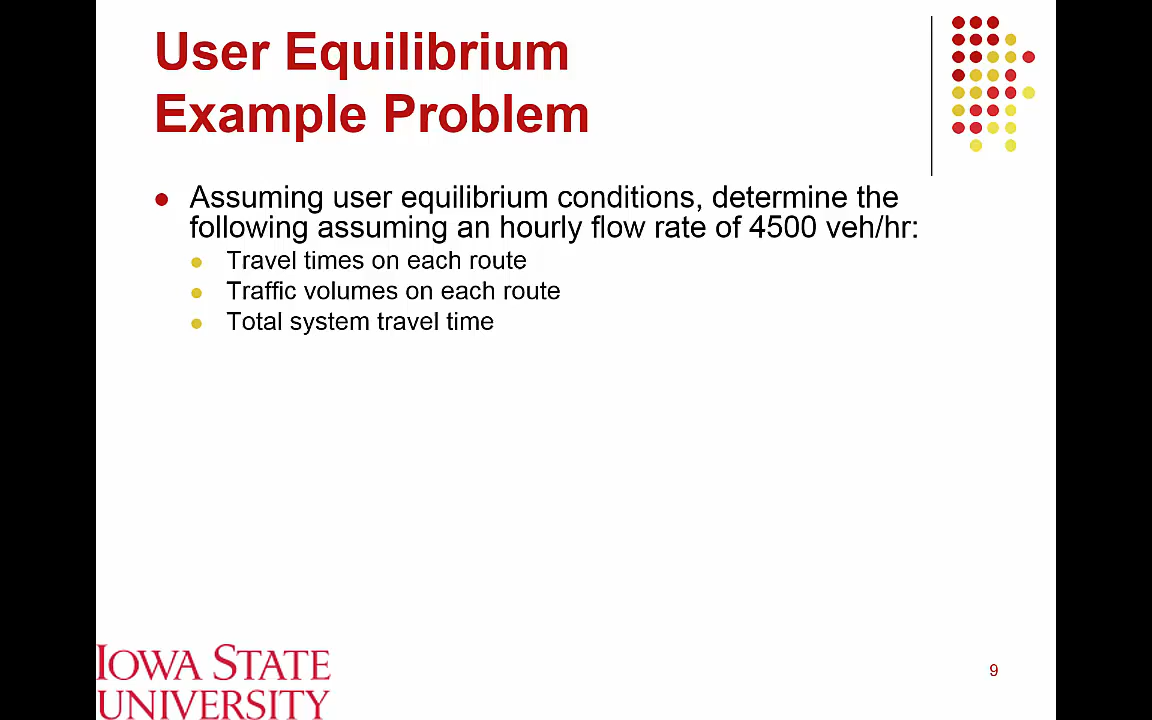 User Equilibrium
Example Problem
Assuming user equilibrium conditions, determine the
following assuming an hourly flow rate of 4500 veh/hr:
Travel times on each route
Traffic volumes on each route
Total system travel time
IOWA STATE
UNIVERSITY
9